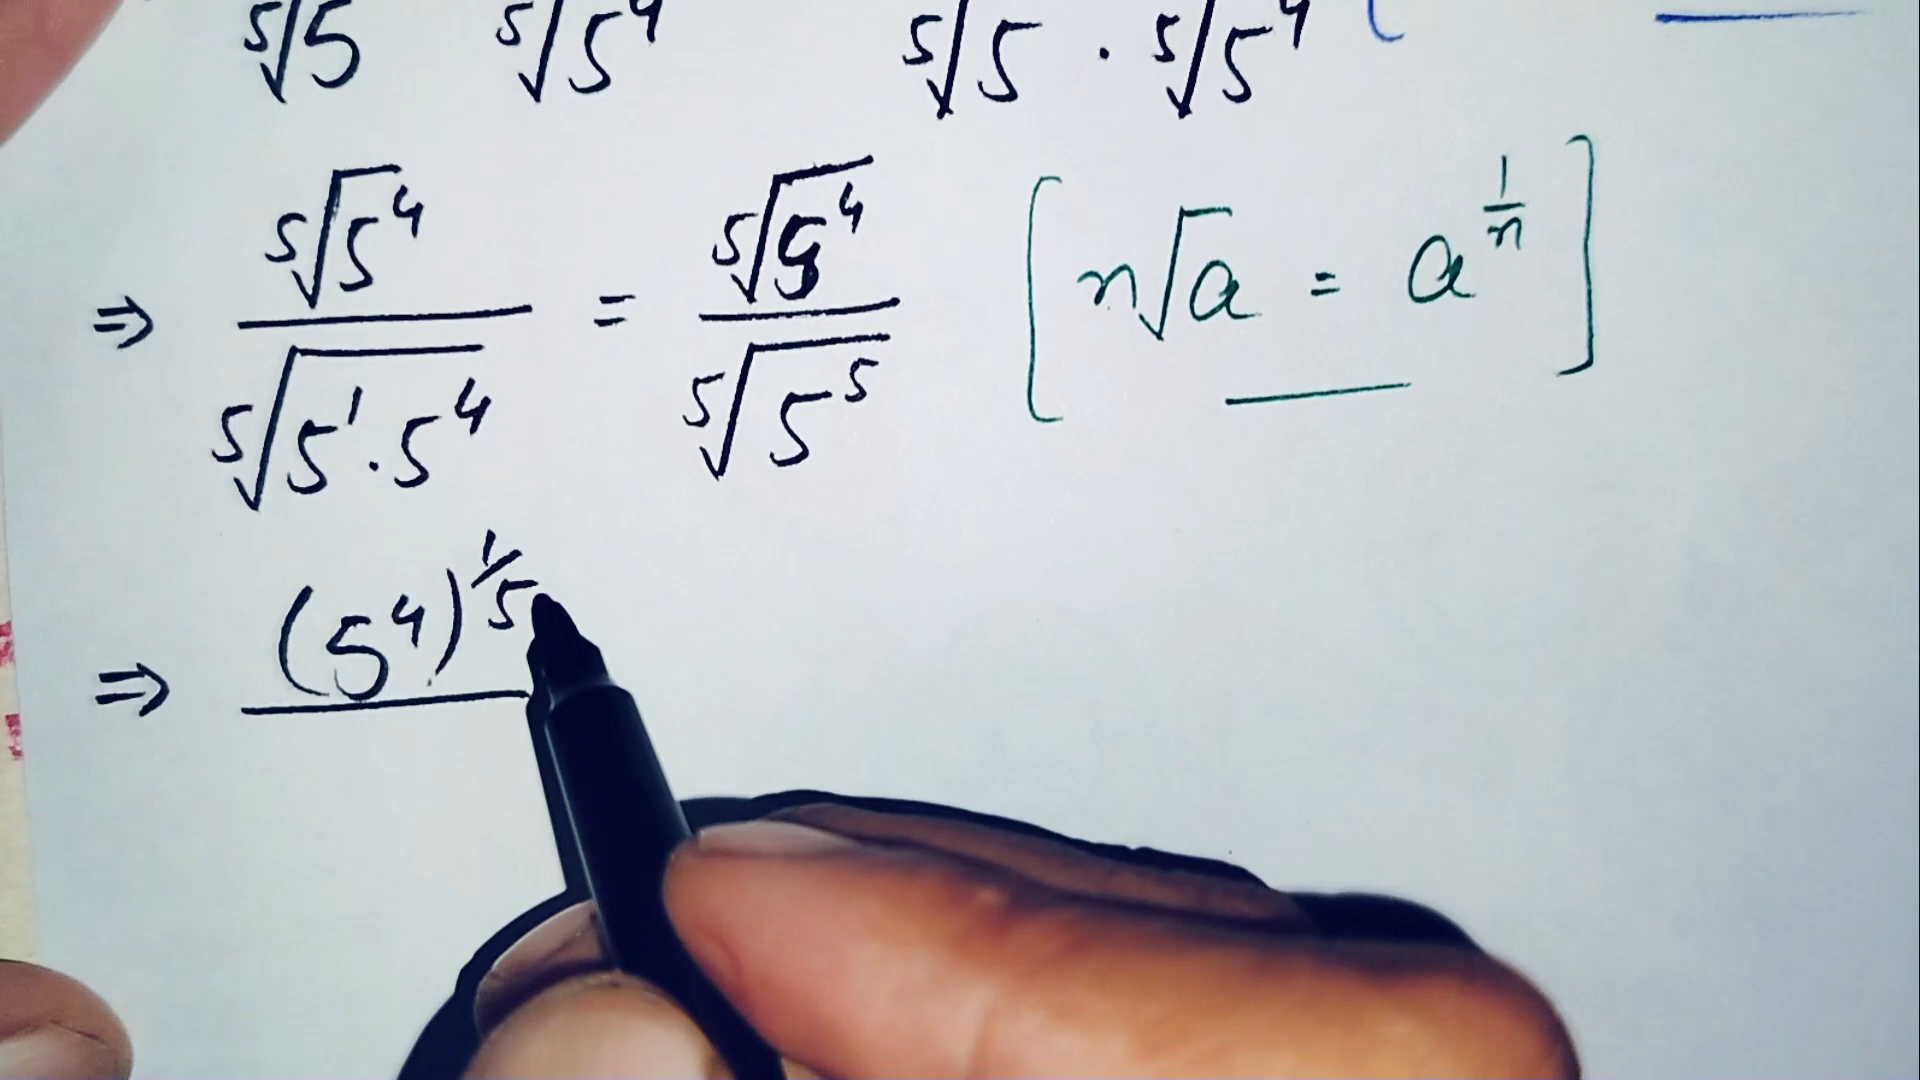 ⁵√5 ⁵√5⁴ ⁵√5 · ⁵√5⁴
⇒ ⁵√5⁴ / ⁵√(5¹·5⁴) = ⁵√5⁴ / ⁵√5⁵ [n√a = a^(1/n)]
⇒ (5⁴)^(1/5)